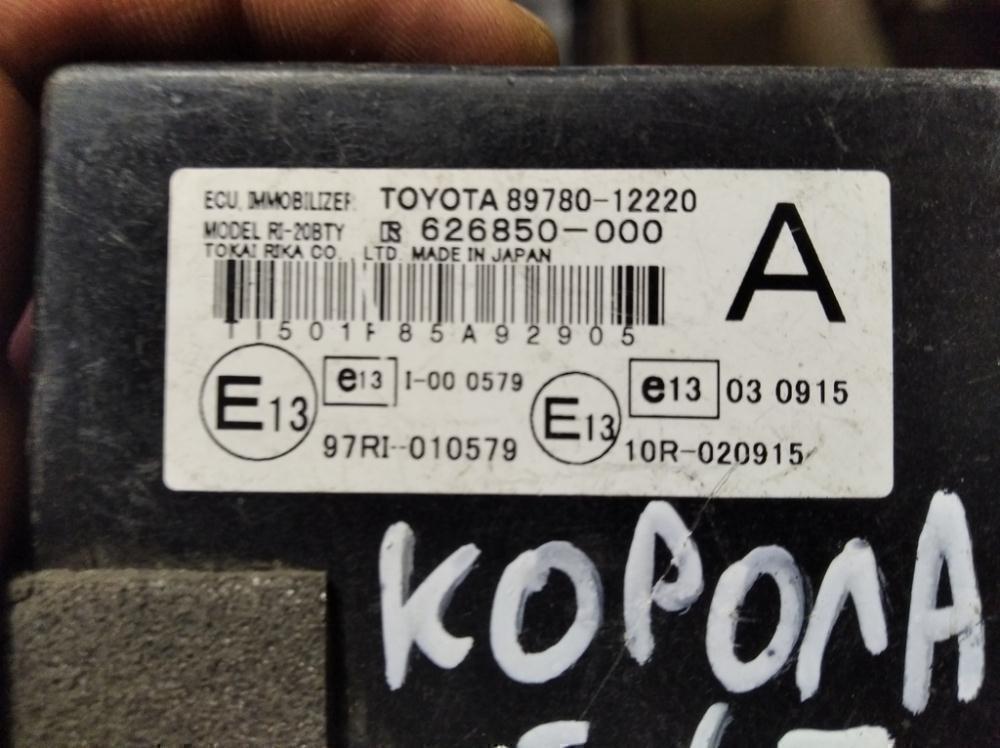 ECU, IMMOBILIZER TOYOTA 89780-12220
MODEL RI-20BTY 626850-000
TOKAI RIKA CO., LTD. MADE IN JAPAN
A
TI501F85A92905
E13 e13 I-00 0579
97RI-010579
E13 e13 03 0915
10R-020915
КОРОЛА